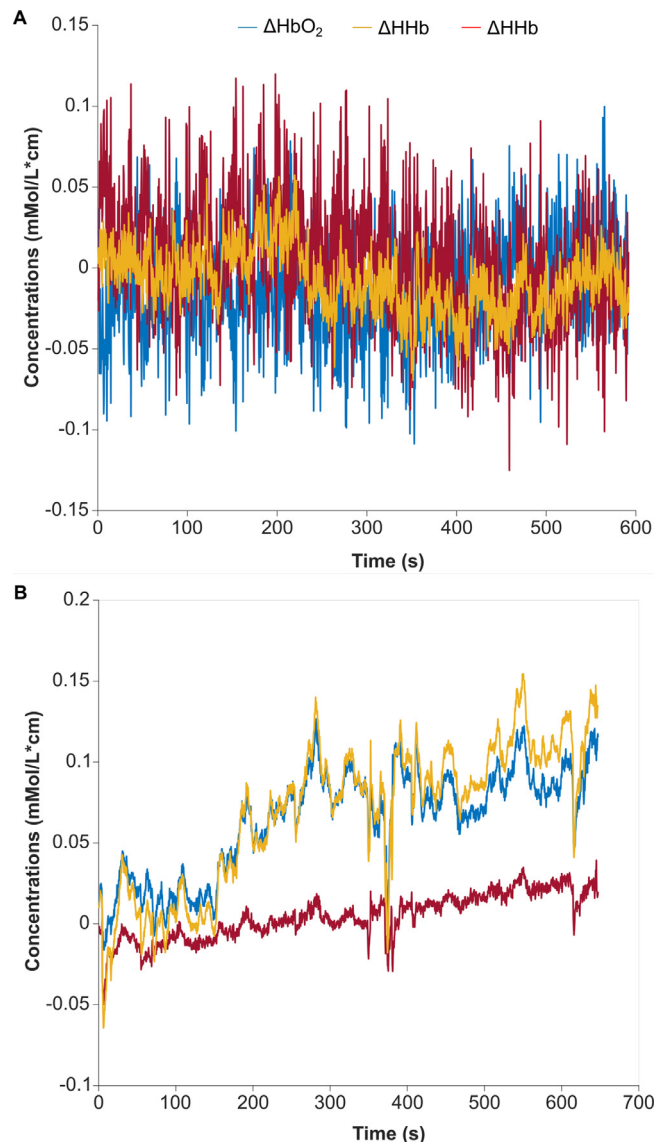 A
ΔHbO₂ ΔHHb ΔHHb
Concentrations (mMol/L*cm)
0.15
0.1
0.05
0
-0.05
-0.1
-0.15
0 100 200 300 400 500 600
Time (s)
B
Concentrations (mMol/L*cm)
0.2
0.15
0.1
0.05
0
-0.05
-0.1
0 100 200 300 400 500 600 700
Time (s)